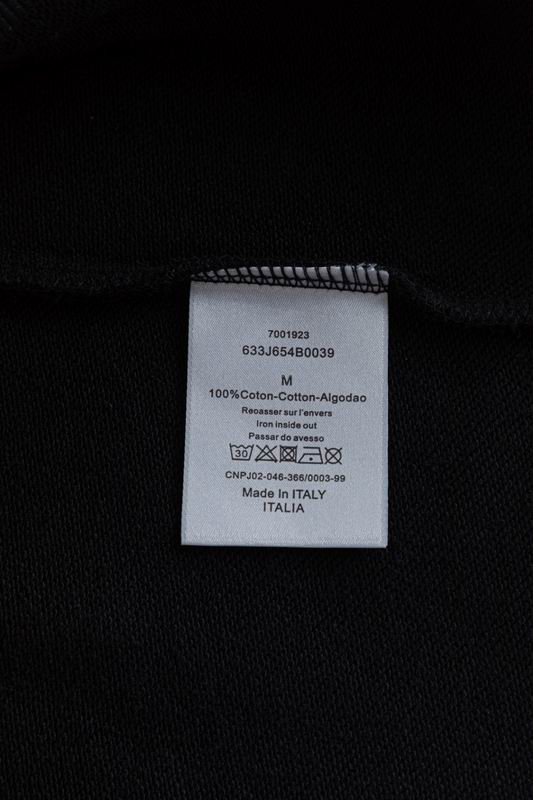 7001923
633J654B0039
M
100%Coton-Cotton-Algodao
Reoasser sur l'envers
Iron inside out
Passar do avesso
30
CNPJ02-046-366/0003-99
Made In ITALY
ITALIA